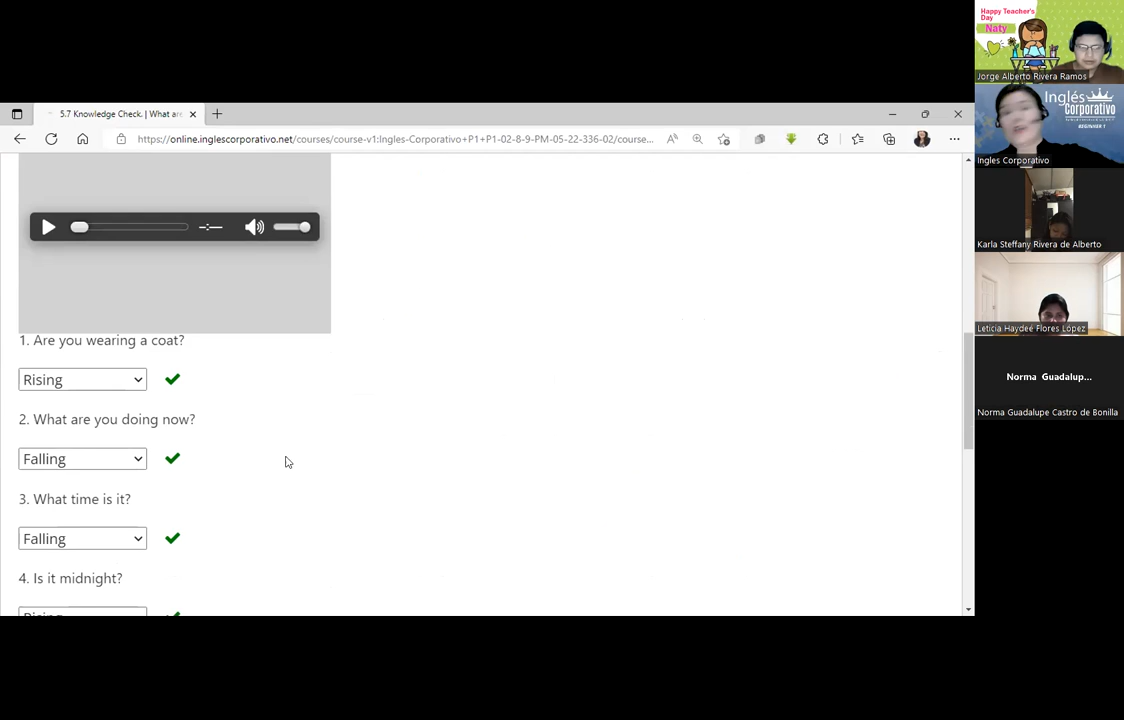 5.7 Knowledge Check. | What are
https://online.inglescorporativo.net/courses/course-v1:Ingles-Corporativo+P1+P1-02-8-9-PM-05-22-336-02/course...
1. Are you wearing a coat?
Rising
2. What are you doing now?
Falling
3. What time is it?
Falling
4. Is it midnight?
Rising
Happy Teacher's
Day
Naty
Jorge Alberto Rivera Ramos
Inglés
Corporativo
BEGINNER 1
Ingles Corporativo
Karla Steffany Rivera de Alberto
Leticia Haydeé Flores López
Norma Guadalup...
Norma Guadalupe Castro de Bonilla